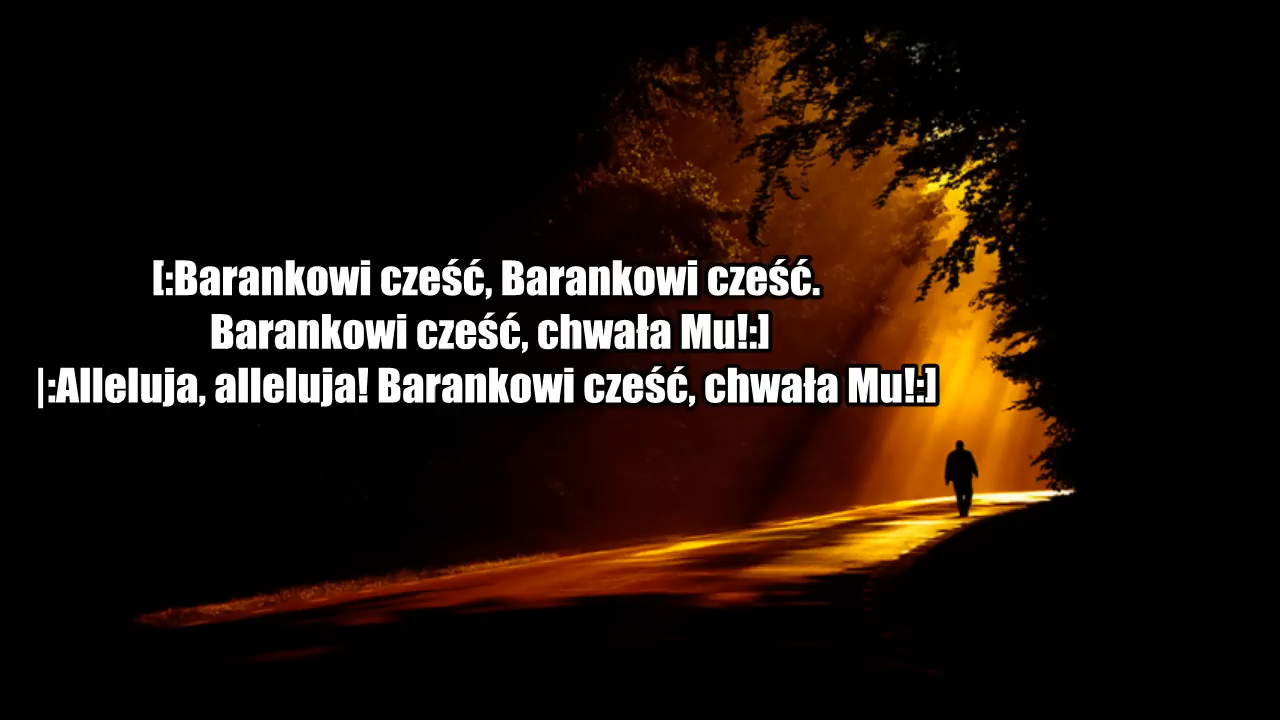 [:Barankowi cześć, Barankowi cześć.
Barankowi cześć, chwała Mu!:]
|:Alleluja, alleluja! Barankowi cześć, chwała Mu!:]